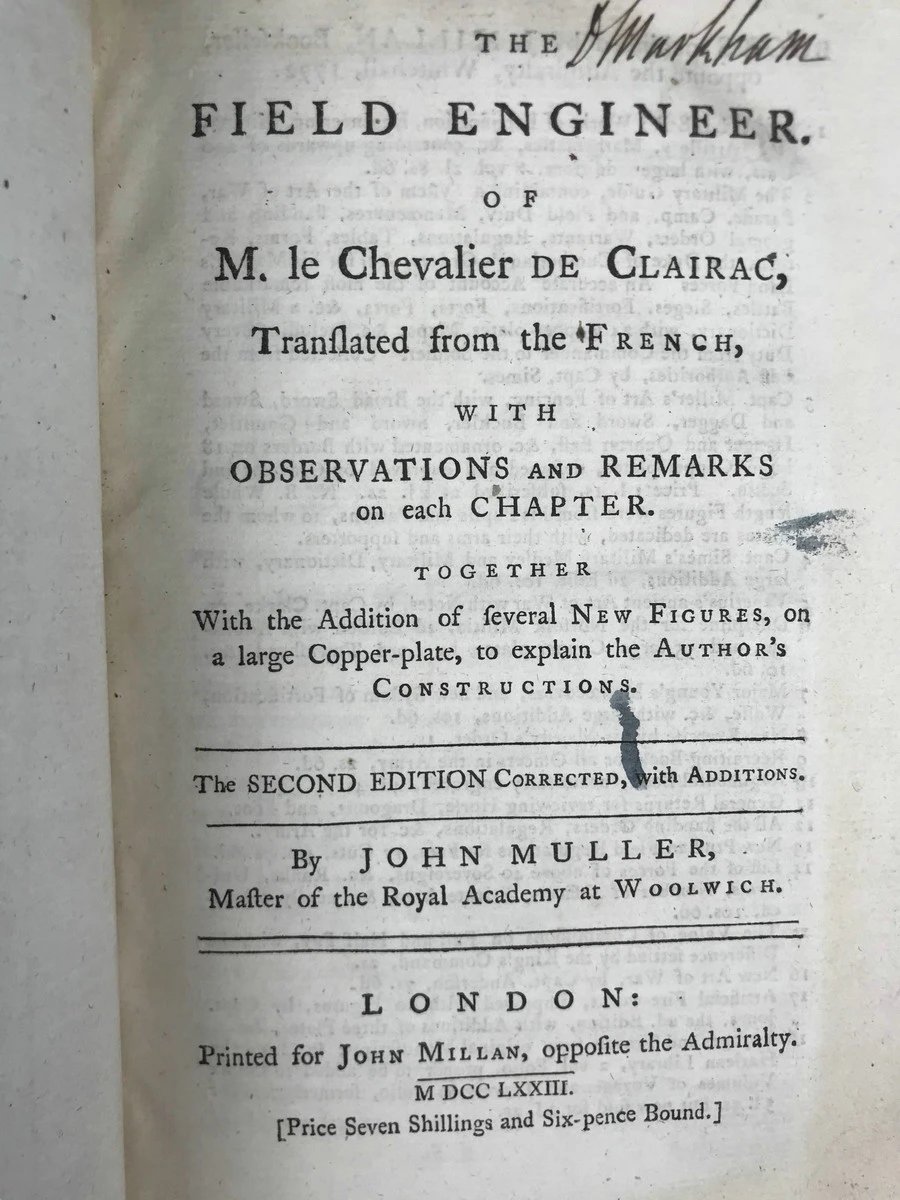 THE
D Markham
FIELD ENGINEER.
OF
M. le Chevalier DE CLAIRAC,
Tranſlated from the FRENCH,
WITH
OBSERVATIONS AND REMARKS
on each CHAPTER.
TOGETHER
With the Addition of ſeveral NEW FIGURES, on
a large Copper-plate, to explain the AUTHOR'S
CONSTRUCTIONS.
The SECOND EDITION CORRECTED, with ADDITIONS.
By JOHN MULLER,
Maſter of the Royal Academy at WOOLWICH.
LONDON:
Printed for JOHN MILLAN, oppoſite the Admiralty.
M DCC LXXIII.
[Price Seven Shillings and Six-pence Bound.]